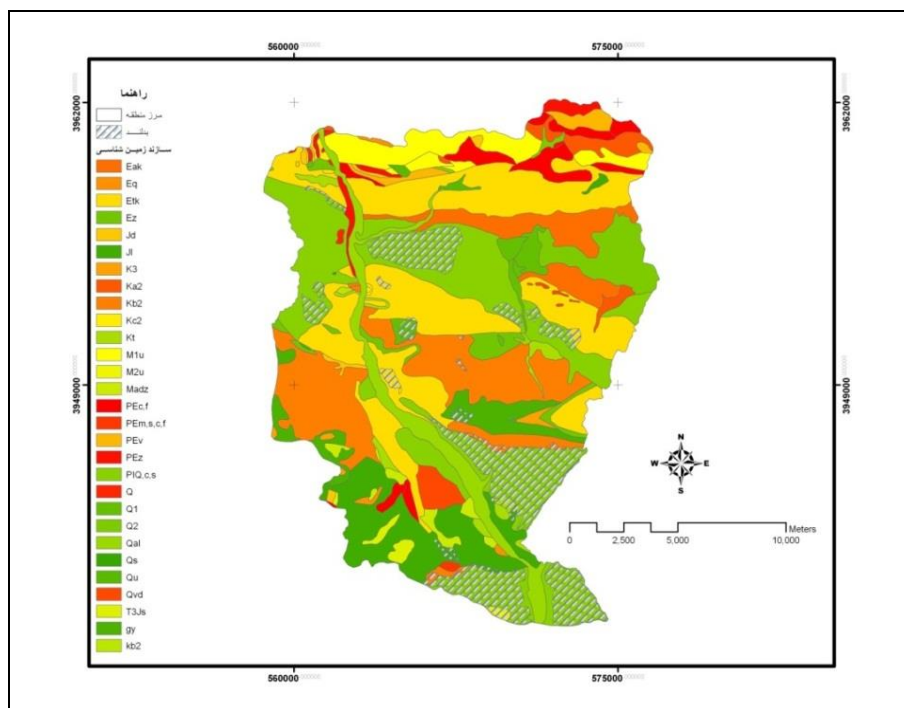 560000 575000
3962000
3949000
راهنما
مرز منطقه
سازند زمین شناسی
Eak
Eq
Etk
Ez
Jd
Jl
K3
Ka2
Kb2
Kc2
Kt
M1u
M2u
Madz
PEc,f
PEm,s,c,f
PEv
PEz
PlQ,c,s
Q
Q1
Q2
Qal
Qs
Qu
Qvd
T3Js
gy
kb2
N
W E
S
Meters
0 2,500 5,000 10,000
560000 575000